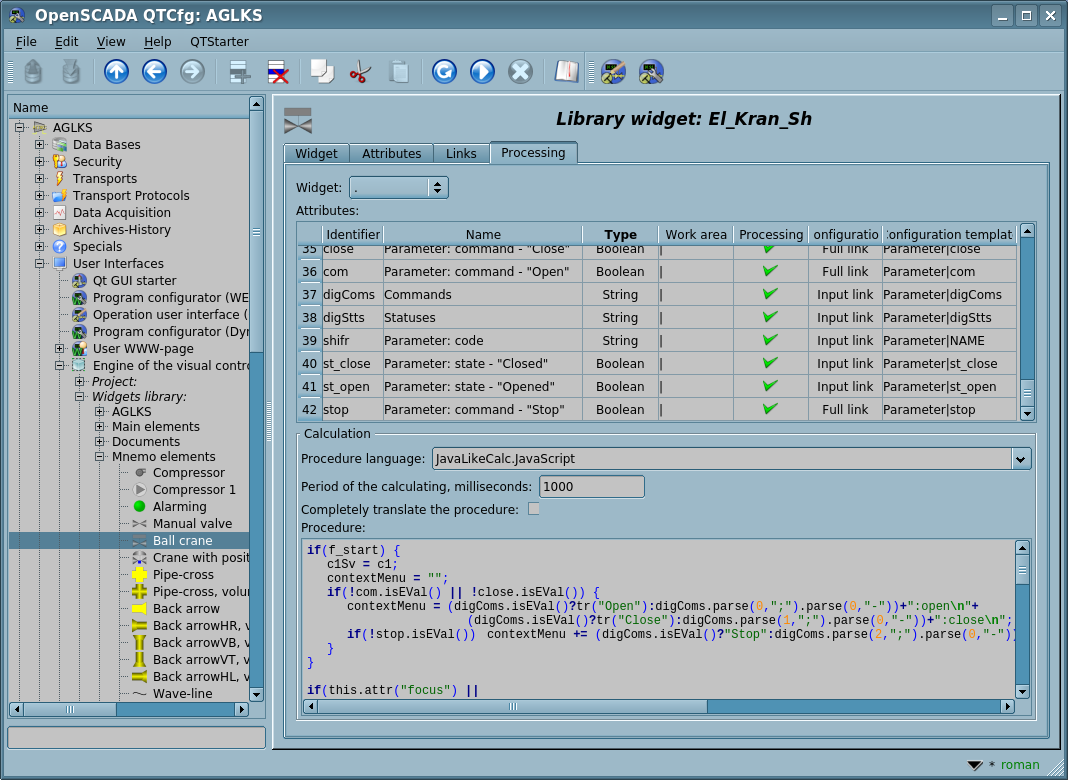 OpenSCADA QTCfg: AGLKS
File Edit View Help QTStarter
Name
AGLKS
Data Bases
Security
Transports
Transport Protocols
Data Acquisition
Archives-History
Specials
User Interfaces
Qt GUI starter
Program configurator (WE
Operation user interface (
Program configurator (Dyr
User WWW-page
Engine of the visual contro
Project:
Widgets library:
AGLKS
Main elements
Documents
Mnemo elements
Compressor
Compressor 1
Alarming
Manual valve
Ball crane
Crane with posit
Pipe-cross
Pipe-cross, volu
Back arrow
Back arrowHR, v
Back arrowVB, v
Back arrowVT, v
Back arrowHL, v
Wave-line
Library widget: El_Kran_Sh
Widget Attributes Links Processing
Widget: .
Attributes:
Identifier Name Type Work area Processing onfiguratio onfiguration templat
35 close Parameter: command - "Close" Boolean | Full link Parameter|close
36 com Parameter: command - "Open" Boolean | Full link Parameter|com
37 digComs Commands String | Input link Parameter|digComs
38 digStts Statuses String | Input link Parameter|digStts
39 shifr Parameter: code String | Input link Parameter|NAME
40 st_close Parameter: state - "Closed" Boolean | Input link Parameter|st_close
41 st_open Parameter: state - "Opened" Boolean | Input link Parameter|st_open
42 stop Parameter: command - "Stop" Boolean | Full link Parameter|stop
Calculation
Procedure language: JavaLikeCalc.JavaScript
Period of the calculating, milliseconds: 1000
Completely translate the procedure:
Procedure:
if(f_start) {
c1Sv = c1;
contextMenu = "";
if(!com.isEVal() || !close.isEVal()) {
contextMenu = (digComs.isEVal()?tr("Open"):digComs.parse(0,";").parse(0,"-"))+":open\n"+
(digComs.isEVal()?tr("Close"):digComs.parse(1,";").parse(0,"-"))+":close\n";
if(!stop.isEVal()) contextMenu += (digComs.isEVal()?"Stop":digComs.parse(2,";").parse(0,"-"))
}
}
if(this.attr("focus") ||
* roman